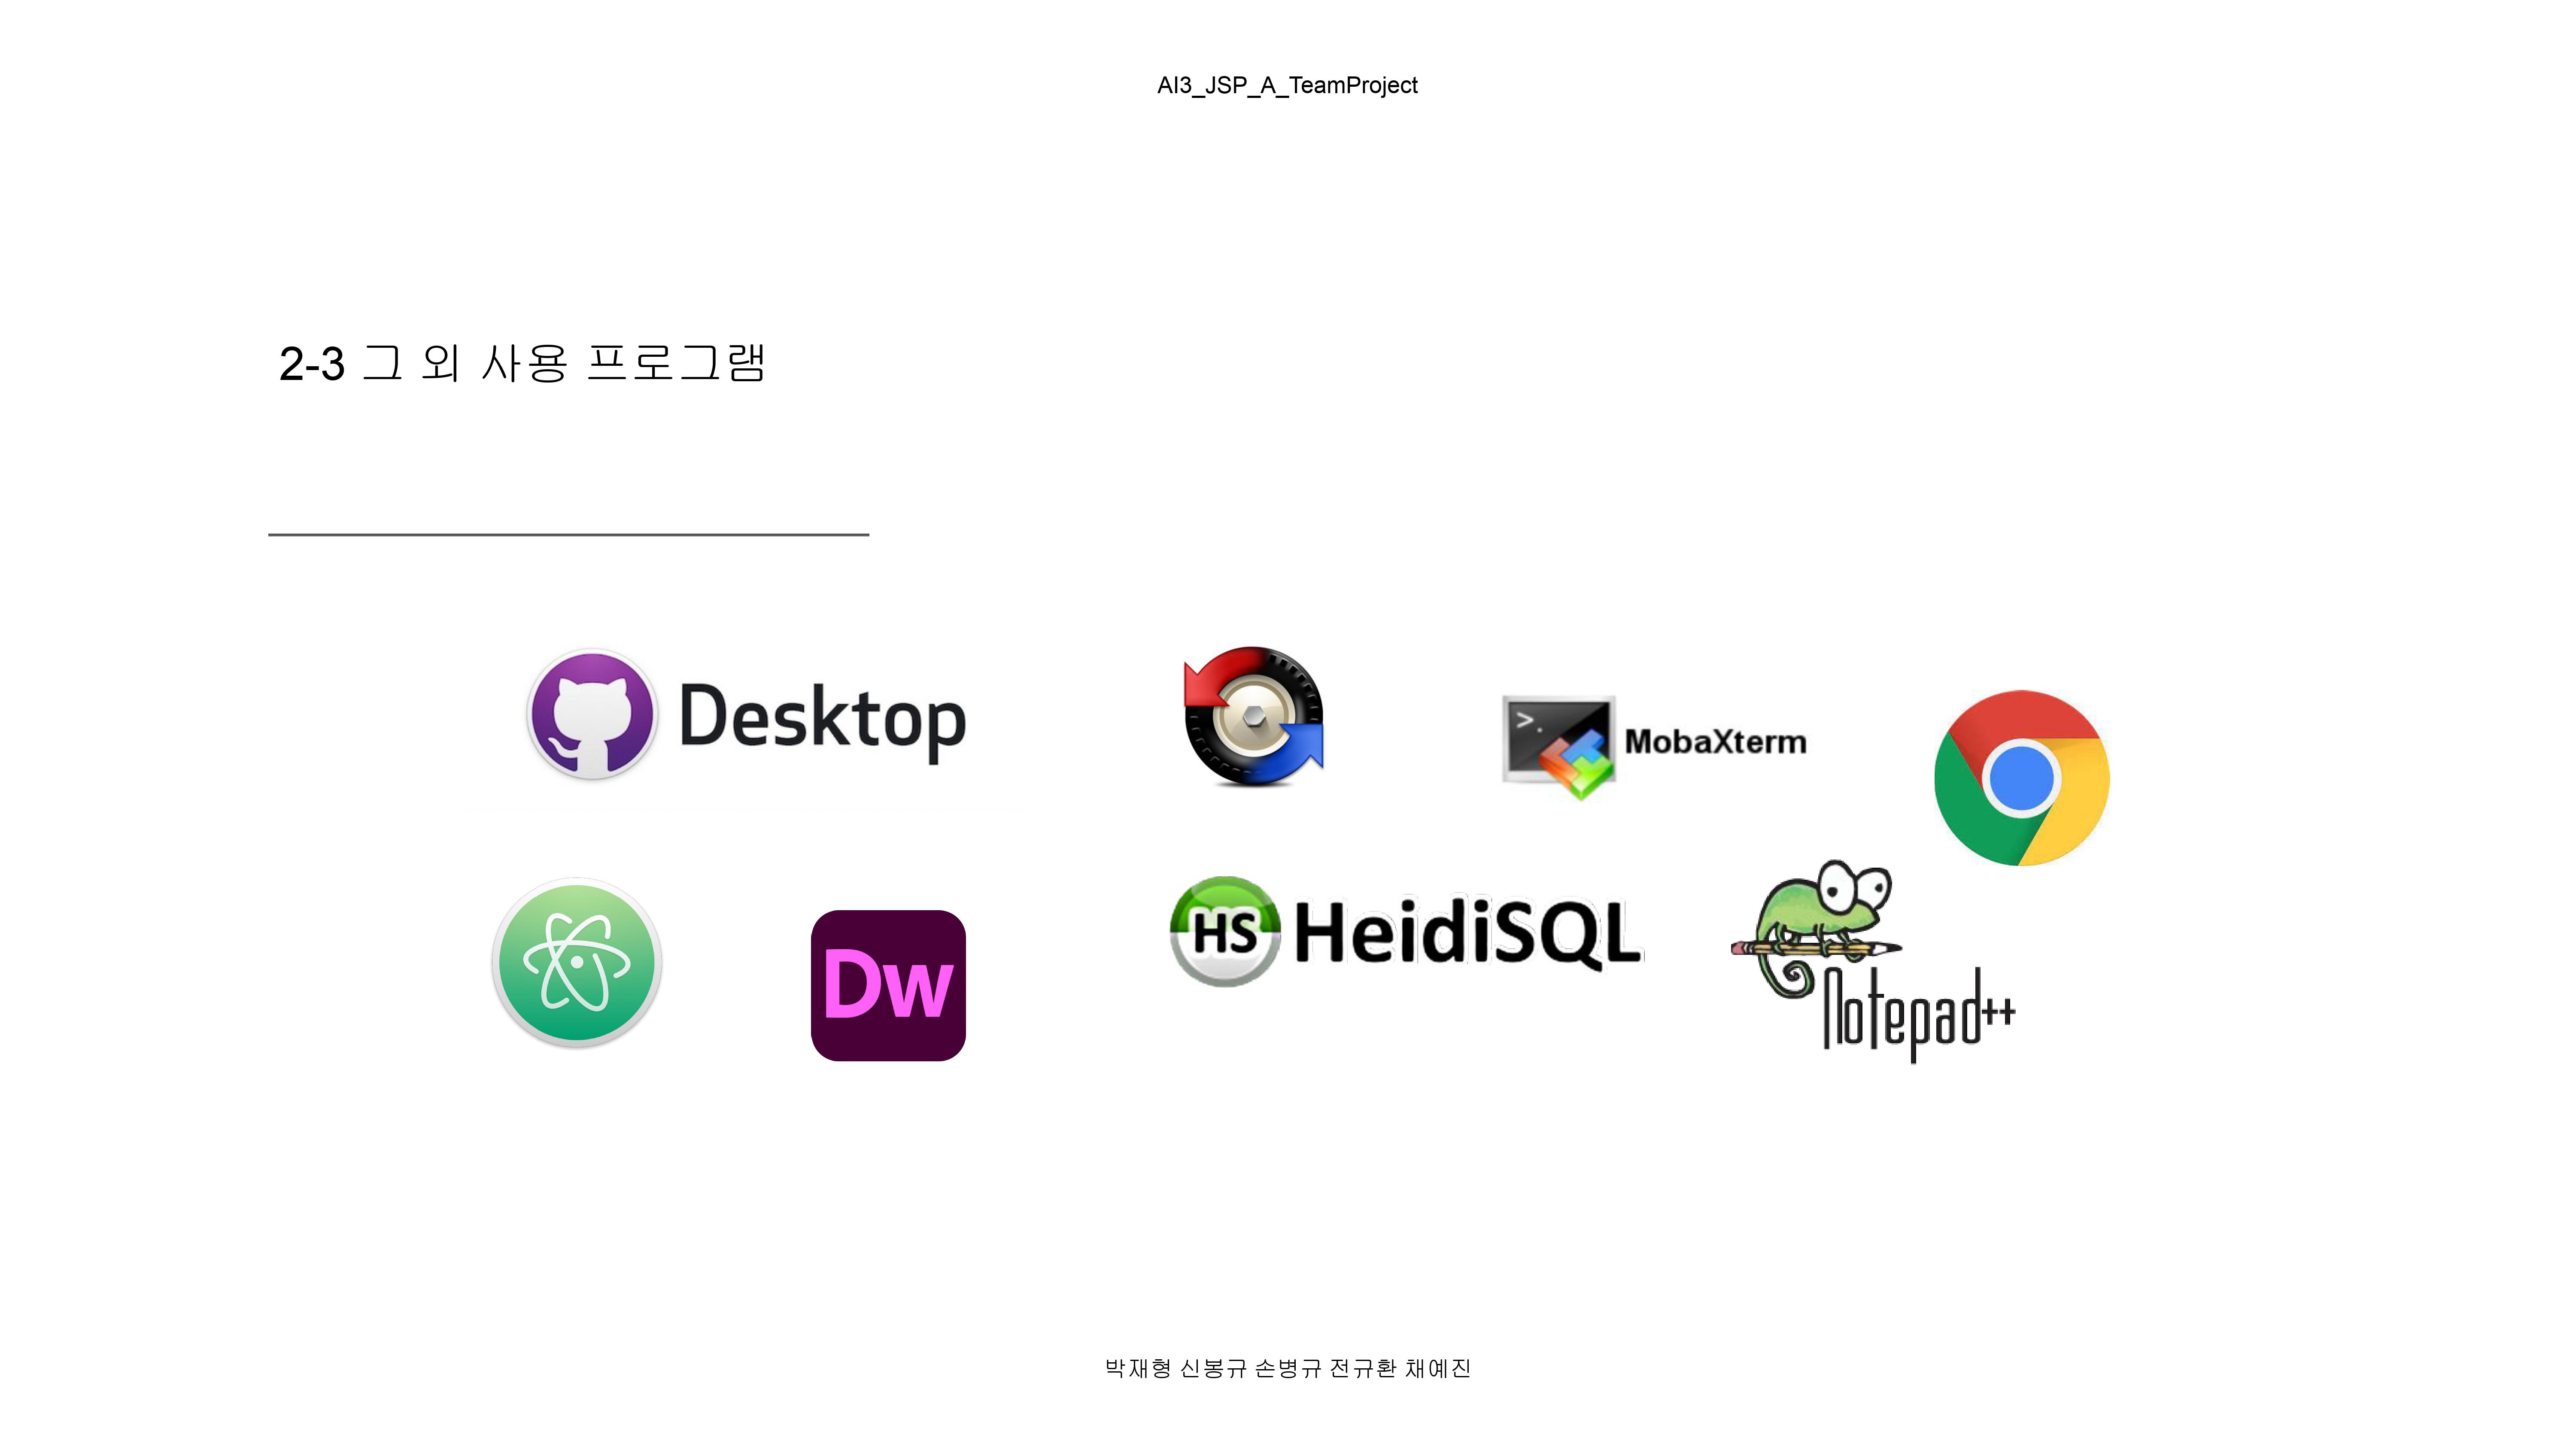 AI3_JSP_A_TeamProject
2-3 그 외 사용 프로그램
Desktop
>.
MobaXterm
Dw
HS HeidiSQL
Notepad++
박재형 신봉규 손병규 전규환 채예진